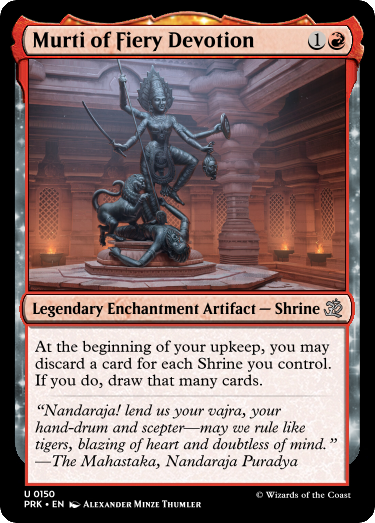 Murti of Fiery Devotion 1
Legendary Enchantment Artifact — Shrine
At the beginning of your upkeep, you may
discard a card for each Shrine you control.
If you do, draw that many cards.
“Nandaraja! lend us your vajra, your
hand-drum and scepter—may we rule like
tigers, blazing of heart and doubtless of mind.”
—The Mahastaka, Nandaraja Puradya
U 0150
PRK • EN Alexander Minze Thumler © Wizards of the Coast